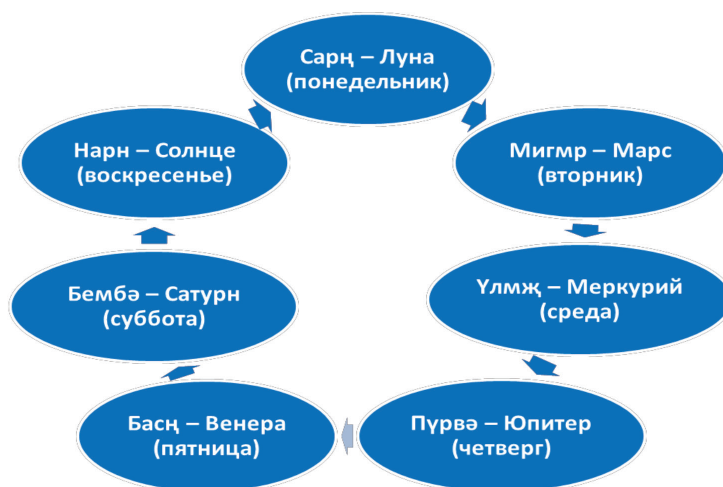 Сарң – Луна
(понедельник)
Мигмр – Марс
(вторник)
Үлмҗ – Меркурий
(среда)
Пүрвә – Юпитер
(четверг)
Басң – Венера
(пятница)
Бембә – Сатурн
(суббота)
Нарн – Солнце
(воскресенье)